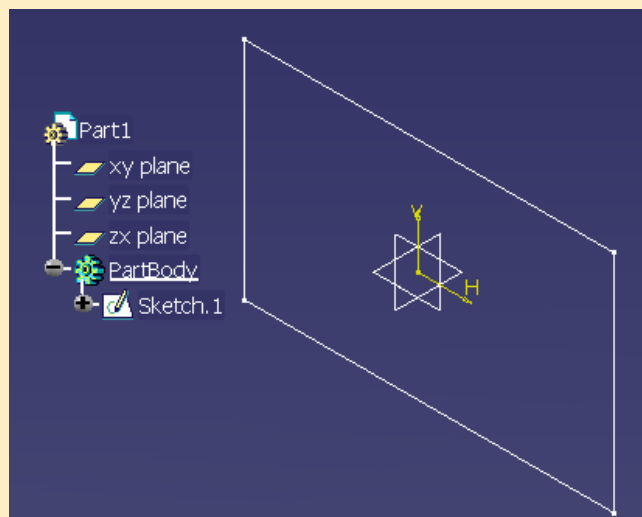 Part1
xy plane
yz plane
zx plane
PartBody
Sketch.1
V
H